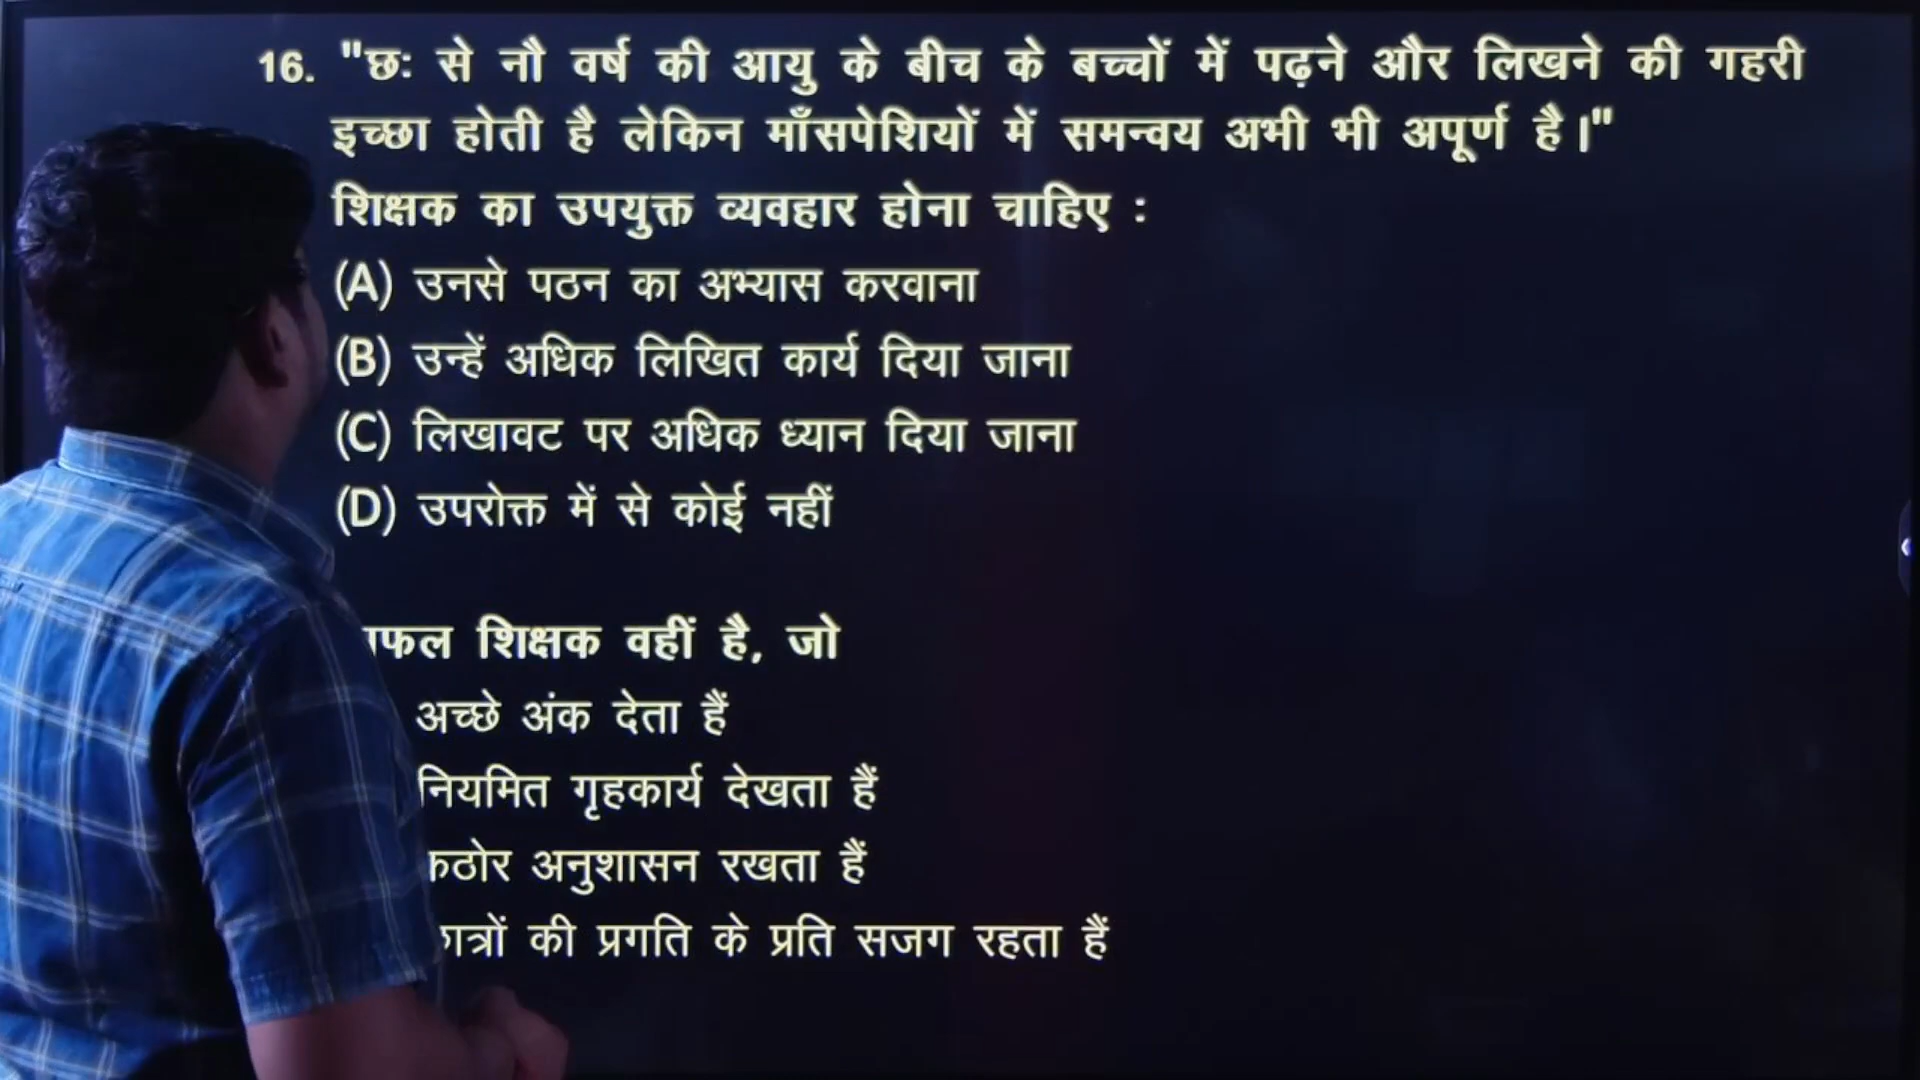 16. "छः से नौ वर्ष की आयु के बीच के बच्चों में पढ़ने और लिखने की गहरी
इच्छा होती है लेकिन माँसपेशियों में समन्वय अभी भी अपूर्ण है।"
शिक्षक का उपयुक्त व्यवहार होना चाहिए :
(A) उनसे पठन का अभ्यास करवाना
(B) उन्हें अधिक लिखित कार्य दिया जाना
(C) लिखावट पर अधिक ध्यान दिया जाना
(D) उपरोक्त में से कोई नहीं
शिक्षक वहीं है, जो
अच्छे अंक देता हैं
नियमित गृहकार्य देखता हैं
कठोर अनुशासन रखता हैं
की प्रगति के प्रति सजग रहता हैं